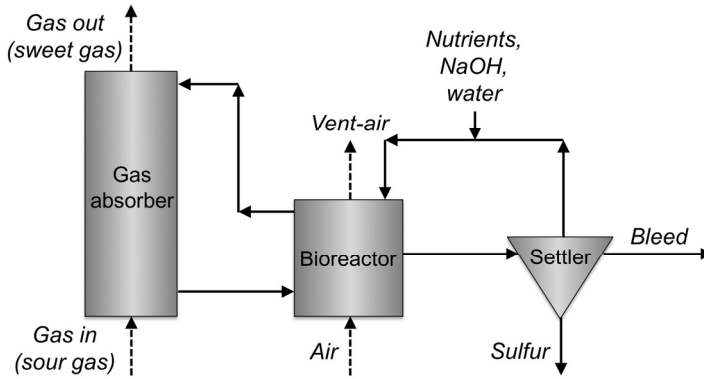 Gas out
(sweet gas)
Nutrients,
NaOH,
water
Vent-air
Gas
absorber
Bioreactor
Settler
Bleed
Gas in
(sour gas)
Air
Sulfur